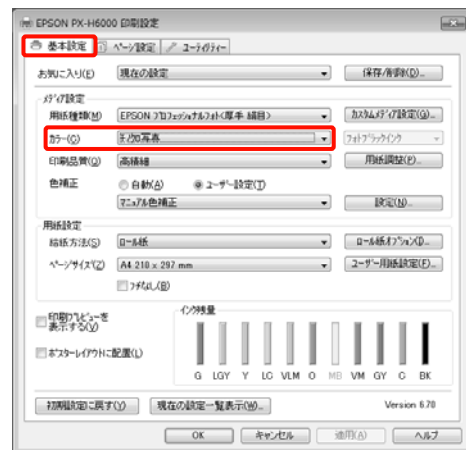 EPSON PX-H6000 印刷設定
基本設定 ページ設定 ユーティリティー
お気に入り(E) 現在の設定 保存/削除(D)...
メディア設定
用紙種類(M) EPSON プロフェッショナルフォト<厚手 絹目> カスタムメディア設定(G)...
カラー(C) モノクロ写真 フォトブラックインク
印刷品質(Q) 高精細 用紙調整(P)...
色補正 自動(A) ユーザー設定(T)
マニュアル色補正 設定(N)...
用紙設定
給紙方法(S) ロール紙 ロール紙オプション(D)...
ページサイズ(Z) A4 210 x 297 mm ユーザー用紙設定(F)...
フチなし(B)
印刷プレビューを
表示する(V)
インク残量
ポスターレイアウトに配置(L)
G LGY Y LC VLM O MB VM GY C BK
初期設定に戻す(Y) 現在の設定一覧表示(W)... Version 6.70
OK キャンセル 適用(A) ヘルプ